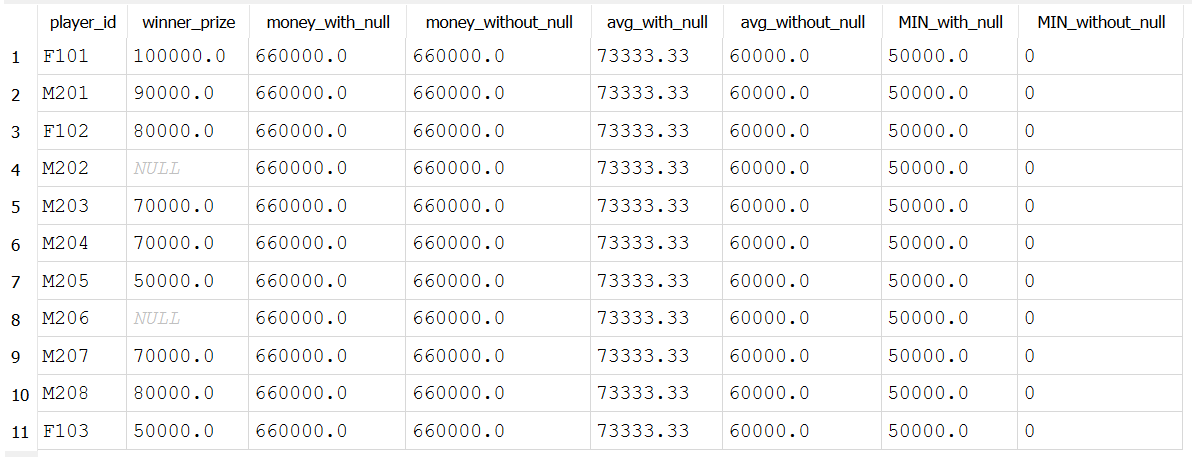 player_id winner_prize money_with_null money_without_null avg_with_null avg_without_null MIN_with_null MIN_without_null
1 F101 100000.0 660000.0 660000.0 73333.33 60000.0 50000.0 0
2 M201 90000.0 660000.0 660000.0 73333.33 60000.0 50000.0 0
3 F102 80000.0 660000.0 660000.0 73333.33 60000.0 50000.0 0
4 M202 NULL 660000.0 660000.0 73333.33 60000.0 50000.0 0
5 M203 70000.0 660000.0 660000.0 73333.33 60000.0 50000.0 0
6 M204 70000.0 660000.0 660000.0 73333.33 60000.0 50000.0 0
7 M205 50000.0 660000.0 660000.0 73333.33 60000.0 50000.0 0
8 M206 NULL 660000.0 660000.0 73333.33 60000.0 50000.0 0
9 M207 70000.0 660000.0 660000.0 73333.33 60000.0 50000.0 0
10 M208 80000.0 660000.0 660000.0 73333.33 60000.0 50000.0 0
11 F103 50000.0 660000.0 660000.0 73333.33 60000.0 50000.0 0